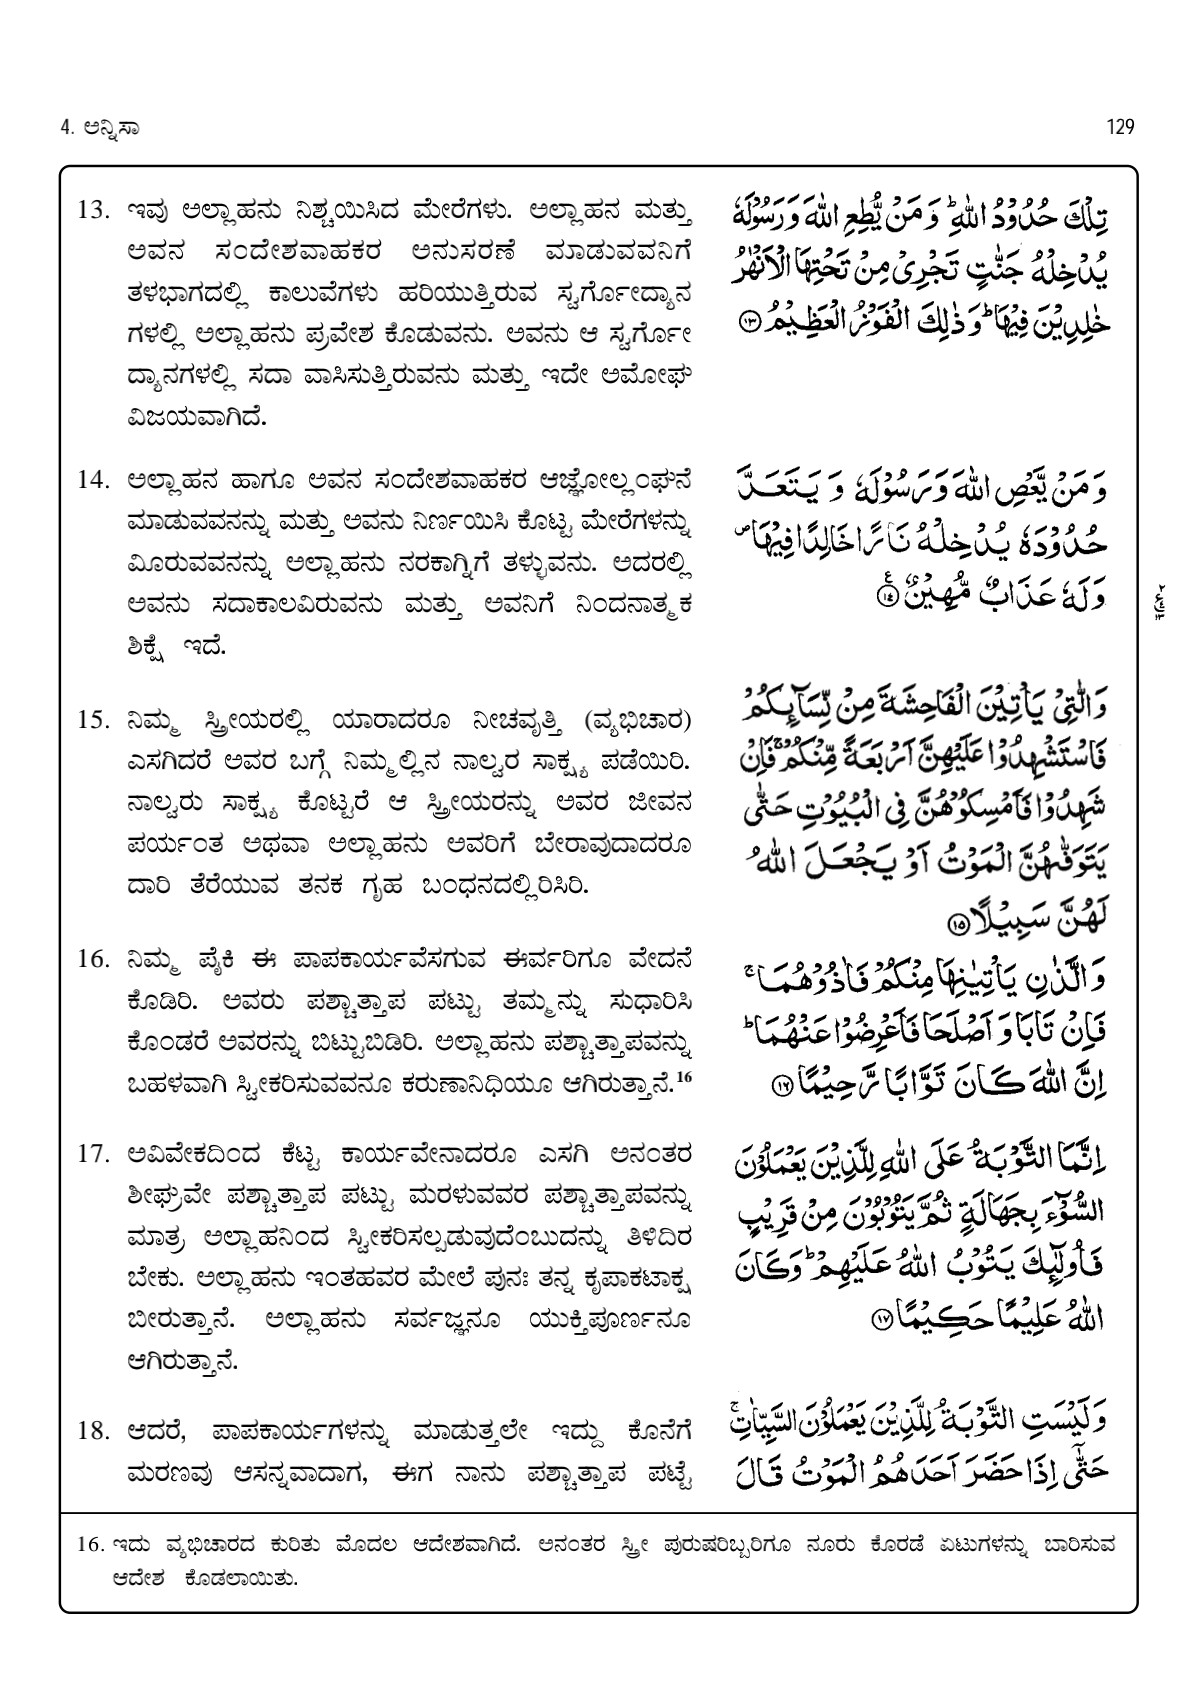 4. ಅನ್ನಿಸಾ
129
13. ಇವು ಅಲ್ಲಾಹನು ನಿಶ್ಚಯಿಸಿದ ಮೇರೆಗಳು. ಅಲ್ಲಾಹನ ಮತ್ತು
ಅವನ ಸಂದೇಶವಾಹಕರ ಅನುಸರಣೆ ಮಾಡುವವನಿಗೆ
ತಳಭಾಗದಲ್ಲಿ ಕಾಲುವೆಗಳು ಹರಿಯುತ್ತಿರುವ ಸ್ವರ್ಗೋದ್ಯಾನ
ಗಳಲ್ಲಿ ಅಲ್ಲಾಹನು ಪ್ರವೇಶ ಕೊಡುವನು. ಅವನು ಆ ಸ್ವರ್ಗೋ
ದ್ಯಾನಗಳಲ್ಲಿ ಸದಾ ವಾಸಿಸುತ್ತಿರುವನು ಮತ್ತು ಇದೇ ಅಮೋಘ
ವಿಜಯವಾಗಿದೆ.
تِلْكَ حُدُوْدُ اللّٰهِ ؕ وَمَنْ يُّطِعِ اللّٰهَ وَرَسُوْلَهٗ
يُدْخِلْهُ جَنّٰتٍ تَجْرِىْ مِنْ تَحْتِهَا الْاَنْهٰرُ
خٰلِدِيْنَ فِيْهَا ؕ وَذٰلِكَ الْفَوْزُ الْعَظِيْمُ ۝۱۳
14. ಅಲ್ಲಾಹನ ಹಾಗೂ ಅವನ ಸಂದೇಶವಾಹಕರ ಆಜ್ಞೋಲ್ಲಂಘನೆ
ಮಾಡುವವನನ್ನು ಮತ್ತು ಅವನು ನಿರ್ಣಯಿಸಿ ಕೊಟ್ಟ ಮೇರೆಗಳನ್ನು
ಮೀರುವವನನ್ನು ಅಲ್ಲಾಹನು ನರಕಾಗ್ನಿಗೆ ತಳ್ಳುವನು. ಅದರಲ್ಲಿ
ಅವನು ಸದಾಕಾಲವಿರುವನು ಮತ್ತು ಅವನಿಗೆ ನಿಂದನಾತ್ಮಕ
ಶಿಕ್ಷೆ ಇದೆ.
وَمَنْ يَّعْصِ اللّٰهَ وَرَسُوْلَهٗ وَيَتَعَدَّ
حُدُوْدَهٗ يُدْخِلْهُ نَارًا خَالِدًا فِيْهَا ص
وَلَهٗ عَذَابٌ مُّهِيْنٌ ۝۱۴ ع
15. ನಿಮ್ಮ ಸ್ತ್ರೀಯರಲ್ಲಿ ಯಾರಾದರೂ ನೀಚವೃತ್ತಿ (ವ್ಯಭಿಚಾರ)
ಎಸಗಿದರೆ ಅವರ ಬಗ್ಗೆ ನಿಮ್ಮಲ್ಲಿನ ನಾಲ್ವರ ಸಾಕ್ಷ್ಯ ಪಡೆಯಿರಿ.
ನಾಲ್ವರು ಸಾಕ್ಷ್ಯ ಕೊಟ್ಟರೆ ಆ ಸ್ತ್ರೀಯರನ್ನು ಅವರ ಜೀವನ
ಪರ್ಯಂತ ಅಥವಾ ಅಲ್ಲಾಹನು ಅವರಿಗೆ ಬೇರಾವುದಾದರೂ
ದಾರಿ ತೆರೆಯುವ ತನಕ ಗೃಹ ಬಂಧನದಲ್ಲಿರಿಸಿರಿ.
وَالّٰتِىْ يَاْتِيْنَ الْفَاحِشَةَ مِنْ نِّسَآئِكُمْ
فَاسْتَشْهِدُوْا عَلَيْهِنَّ اَرْبَعَةً مِّنْكُمْ ۚ فَاِنْ
شَهِدُوْا فَاَمْسِكُوْهُنَّ فِى الْبُيُوْتِ حَتّٰى
يَتَوَفّٰهُنَّ الْمَوْتُ اَوْ يَجْعَلَ اللّٰهُ
لَهُنَّ سَبِيْلًا ۝۱۵
16. ನಿಮ್ಮ ಪೈಕಿ ಈ ಪಾಪಕಾರ್ಯವೆಸಗುವ ಈರ್ವರಿಗೂ ವೇದನೆ
ಕೊಡಿರಿ. ಅವರು ಪಶ್ಚಾತ್ತಾಪ ಪಟ್ಟು ತಮ್ಮನ್ನು ಸುಧಾರಿಸಿ
ಕೊಂಡರೆ ಅವರನ್ನು ಬಿಟ್ಟುಬಿಡಿರಿ. ಅಲ್ಲಾಹನು ಪಶ್ಚಾತ್ತಾಪವನ್ನು
ಬಹಳವಾಗಿ ಸ್ವೀಕರಿಸುವವನೂ ಕರುಣಾನಿಧಿಯೂ ಆಗಿರುತ್ತಾನೆ.16
وَالَّذٰنِ يَاْتِيٰنِهَا مِنْكُمْ فَاٰذُوْهُمَا ۚ
فَاِنْ تَابَا وَاَصْلَحَا فَاَعْرِضُوْا عَنْهُمَا ؕ
اِنَّ اللّٰهَ كَانَ تَوَّابًا رَّحِيْمًا ۝۱۶
17. ಅವಿವೇಕದಿಂದ ಕೆಟ್ಟ ಕಾರ್ಯವೇನಾದರೂ ಎಸಗಿ ಅನಂತರ
ಶೀಘ್ರವೇ ಪಶ್ಚಾತ್ತಾಪ ಪಟ್ಟು ಮರಳುವವರ ಪಶ್ಚಾತ್ತಾಪವನ್ನು
ಮಾತ್ರ ಅಲ್ಲಾಹನಿಂದ ಸ್ವೀಕರಿಸಲ್ಪಡುವುದೆಂಬುದನ್ನು ತಿಳಿದಿರ
ಬೇಕು. ಅಲ್ಲಾಹನು ಇಂತಹವರ ಮೇಲೆ ಪುನಃ ತನ್ನ ಕೃಪಾಕಟಾಕ್ಷ
ಬೀರುತ್ತಾನೆ. ಅಲ್ಲಾಹನು ಸರ್ವಜ್ಞನೂ ಯುಕ್ತಿಪೂರ್ಣನೂ
ಆಗಿರುತ್ತಾನೆ.
اِنَّمَا التَّوْبَةُ عَلَى اللّٰهِ لِلَّذِيْنَ يَعْمَلُوْنَ
السُّوْٓءَ بِجَهَالَةٍ ثُمَّ يَتُوْبُوْنَ مِنْ قَرِيْبٍ
فَاُولٰٓئِكَ يَتُوْبُ اللّٰهُ عَلَيْهِمْ ؕ وَكَانَ
اللّٰهُ عَلِيْمًا حَكِيْمًا ۝۱۷
18. ಆದರೆ, ಪಾಪಕಾರ್ಯಗಳನ್ನು ಮಾಡುತ್ತಲೇ ಇದ್ದು ಕೊನೆಗೆ
ಮರಣವು ಆಸನ್ನವಾದಾಗ, ಈಗ ನಾನು ಪಶ್ಚಾತ್ತಾಪ ಪಟ್ಟೆ
وَلَيْسَتِ التَّوْبَةُ لِلَّذِيْنَ يَعْمَلُوْنَ السَّيِّاٰتِ ۚ
حَتّٰىٓ اِذَا حَضَرَ اَحَدَهُمُ الْمَوْتُ قَالَ
16. ಇದು ವ್ಯಭಿಚಾರದ ಕುರಿತು ಮೊದಲ ಆದೇಶವಾಗಿದೆ. ಅನಂತರ ಸ್ತ್ರೀ ಪುರುಷರಿಬ್ಬರಿಗೂ ನೂರು ಕೊರಡೆ ಏಟುಗಳನ್ನು ಬಾರಿಸುವ
ಆದೇಶ ಕೊಡಲಾಯಿತು.